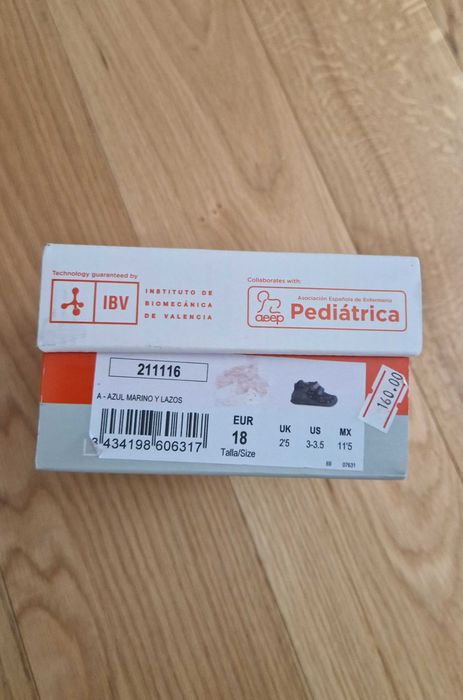 Technology guaranteed by
IBV
INSTITUTO DE
BIOMECÁNICA
DE VALENCIA
Collaborates with:
aeep
Asociación Española de Enfermería
Pediátrica
211116
A - AZUL MARINO Y LAZOS
EUR UK US MX
18 2'5 3-3.5 11'5
Talla/Size
434198 606317
07631
160.00